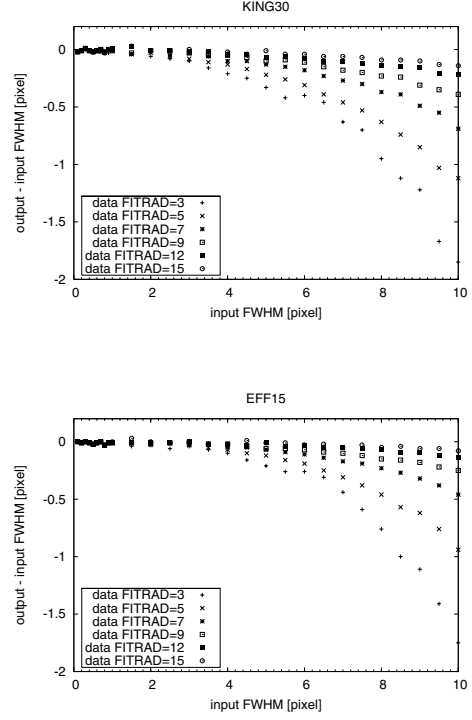 KING30
0
-0.5
-1
-1.5
-2
0 2 4 6 8 10
output - input FWHM [pixel]
input FWHM [pixel]
data FITRAD=3
data FITRAD=5
data FITRAD=7
data FITRAD=9
data FITRAD=12
data FITRAD=15
EFF15
0
-0.5
-1
-1.5
-2
0 2 4 6 8 10
output - input FWHM [pixel]
input FWHM [pixel]
data FITRAD=3
data FITRAD=5
data FITRAD=7
data FITRAD=9
data FITRAD=12
data FITRAD=15